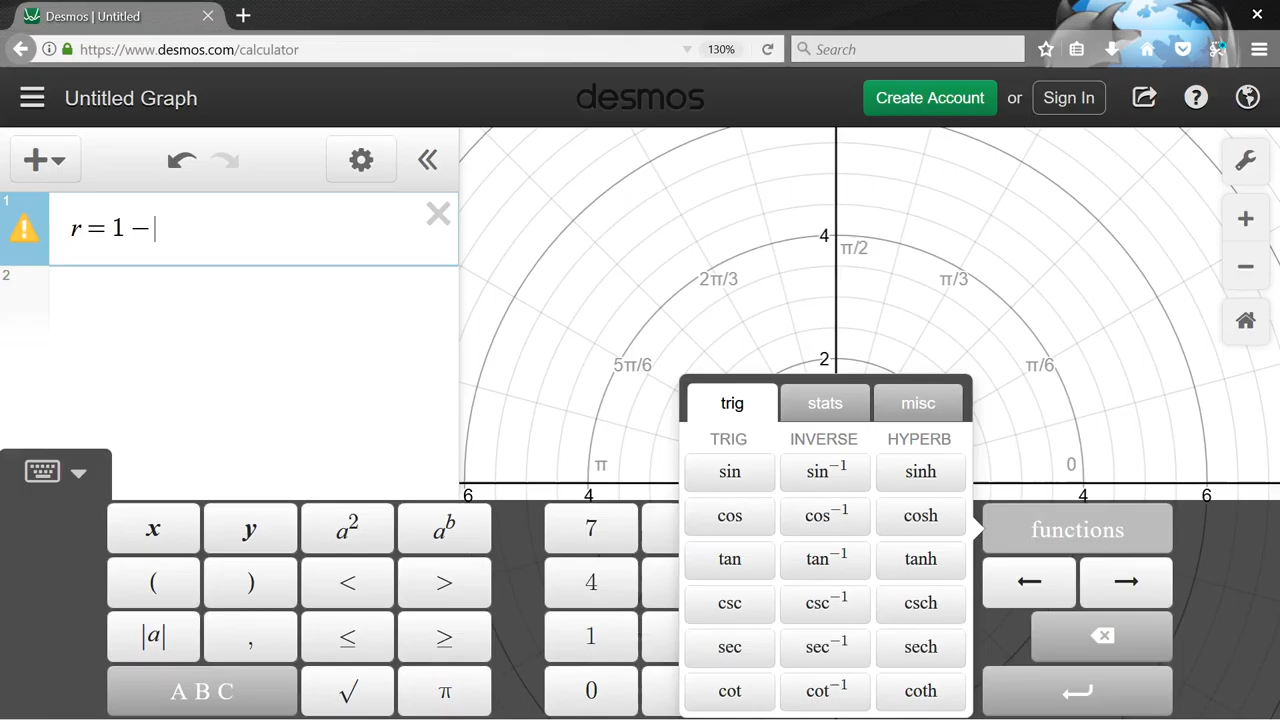 Desmos | Untitled
https://www.desmos.com/calculator
130%
Search
Untitled Graph
desmos
Create Account
or
Sign In
1
r = 1 −
2
4
π/2
2π/3
π/3
5π/6
π/6
2
π
0
6
4
4
6
trig
stats
misc
TRIG
INVERSE
HYPERB
sin
sin⁻¹
sinh
cos
cos⁻¹
cosh
tan
tan⁻¹
tanh
csc
csc⁻¹
csch
sec
sec⁻¹
sech
cot
cot⁻¹
coth
x
y
a²
aᵇ
7
functions
(
)
<
>
4
←
→
|a|
,
≤
≥
1
A B C
√
π
0